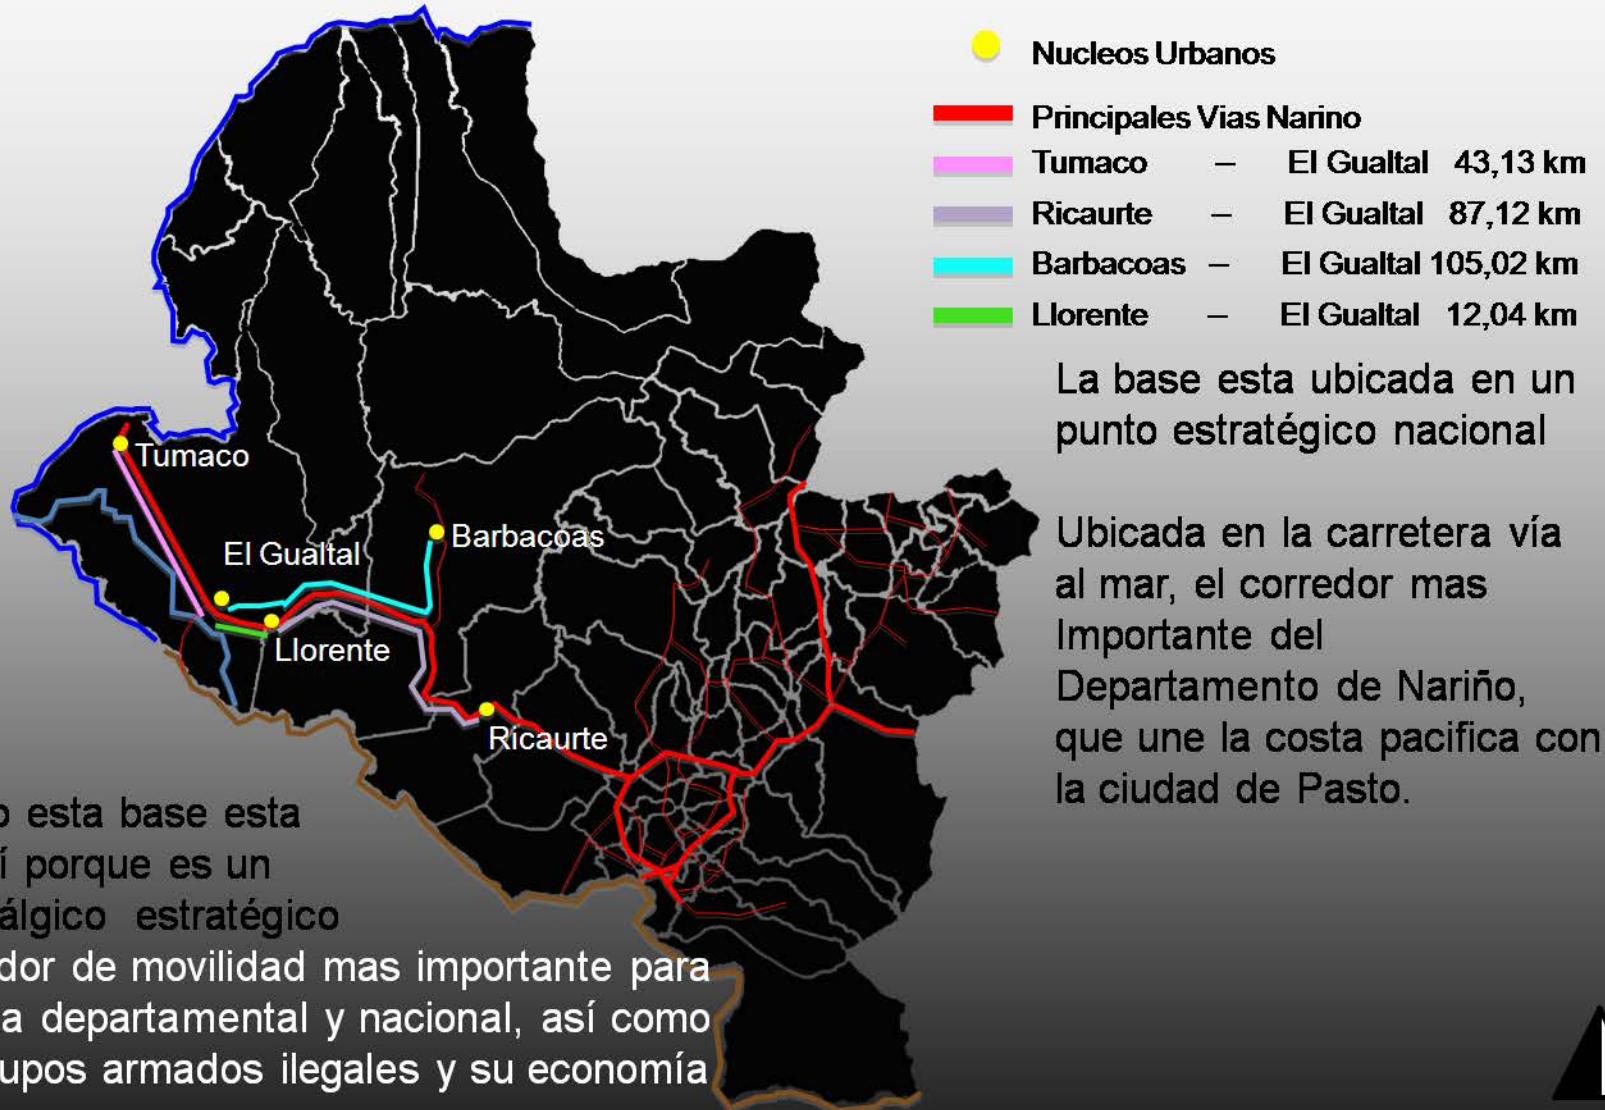 Nucleos Urbanos
Principales Vias Narino
Tumaco – El Gualtal 43,13 km
Ricaurte – El Gualtal 87,12 km
Barbacoas – El Gualtal 105,02 km
Llorente – El Gualtal 12,04 km
La base esta ubicada en un
punto estratégico nacional
Ubicada en la carretera vía
al mar, el corredor mas
Importante del
Departamento de Nariño,
que une la costa pacifica con
la ciudad de Pasto.
Tumaco
Barbacoas
El Gualtal
Llorente
Ricaurte
esta base esta
porque es un
álgico estratégico
dor de movilidad mas importante para
a departamental y nacional, así como
upos armados ilegales y su economía